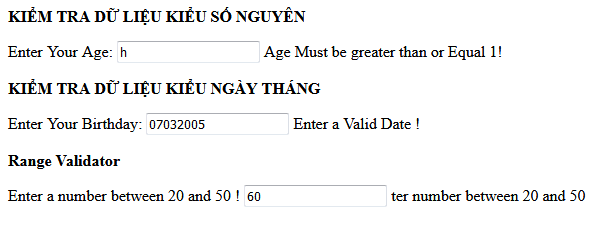 KIỂM TRA DỮ LIỆU KIỂU SỐ NGUYÊN
Enter Your Age: h Age Must be greater than or Equal 1!
KIỂM TRA DỮ LIỆU KIỂU NGÀY THÁNG
Enter Your Birthday: 07032005 Enter a Valid Date !
Range Validator
Enter a number between 20 and 50 ! 60 ter number between 20 and 50